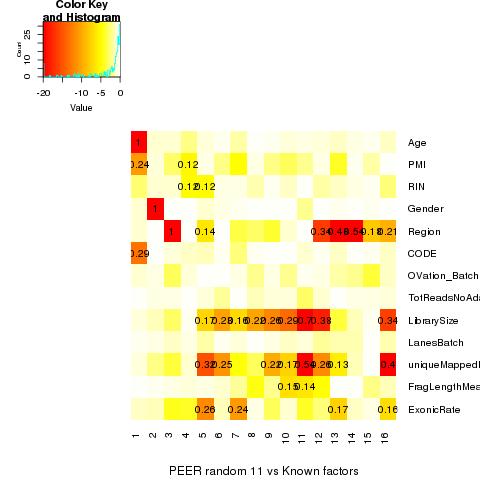 Color Key
and Histogram
Count
0 10 25
-20 -10 -5 0
Value
1 Age
0.24 0.12 PMI
0.12 0.12 RIN
1 Gender
1 0.14 0.34 0.48 0.54 0.18 0.21 Region
0.29 CODE
OVation_Batch
TotReadsNoAda
0.17 0.28 0.16 0.22 0.26 0.29 0.7 0.33 0.34 LibrarySize
LanesBatch
0.32 0.25 0.22 0.17 0.54 0.26 0.13 0.4 uniqueMapped
0.15 0.14 FragLengthMea
0.26 0.24 0.17 0.16 ExonicRate
1 2 3 4 5 6 7 8 9 10 11 12 13 14 15 16
PEER random 11 vs Known factors